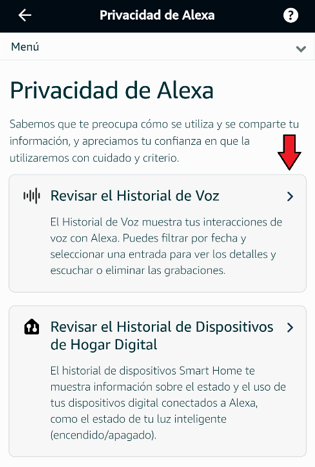 Privacidad de Alexa
?
Menú
Privacidad de Alexa
Sabemos que te preocupa cómo se utiliza y se comparte tu
información, y apreciamos tu confianza en que la
utilizaremos con cuidado y criterio.
Revisar el Historial de Voz
El Historial de Voz muestra tus interacciones de
voz con Alexa. Puedes filtrar por fecha y
seleccionar una entrada para ver los detalles y
escuchar o eliminar las grabaciones.
Revisar el Historial de Dispositivos
de Hogar Digital
El historial de dispositivos Smart Home te
muestra información sobre el estado y el uso de
tus dispositivos digital conectados a Alexa,
como el estado de tu luz inteligente
(encendido/apagado).